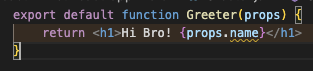 export default function Greeter(props) {
    return <h1>Hi Bro! {props.name}</h1>
}